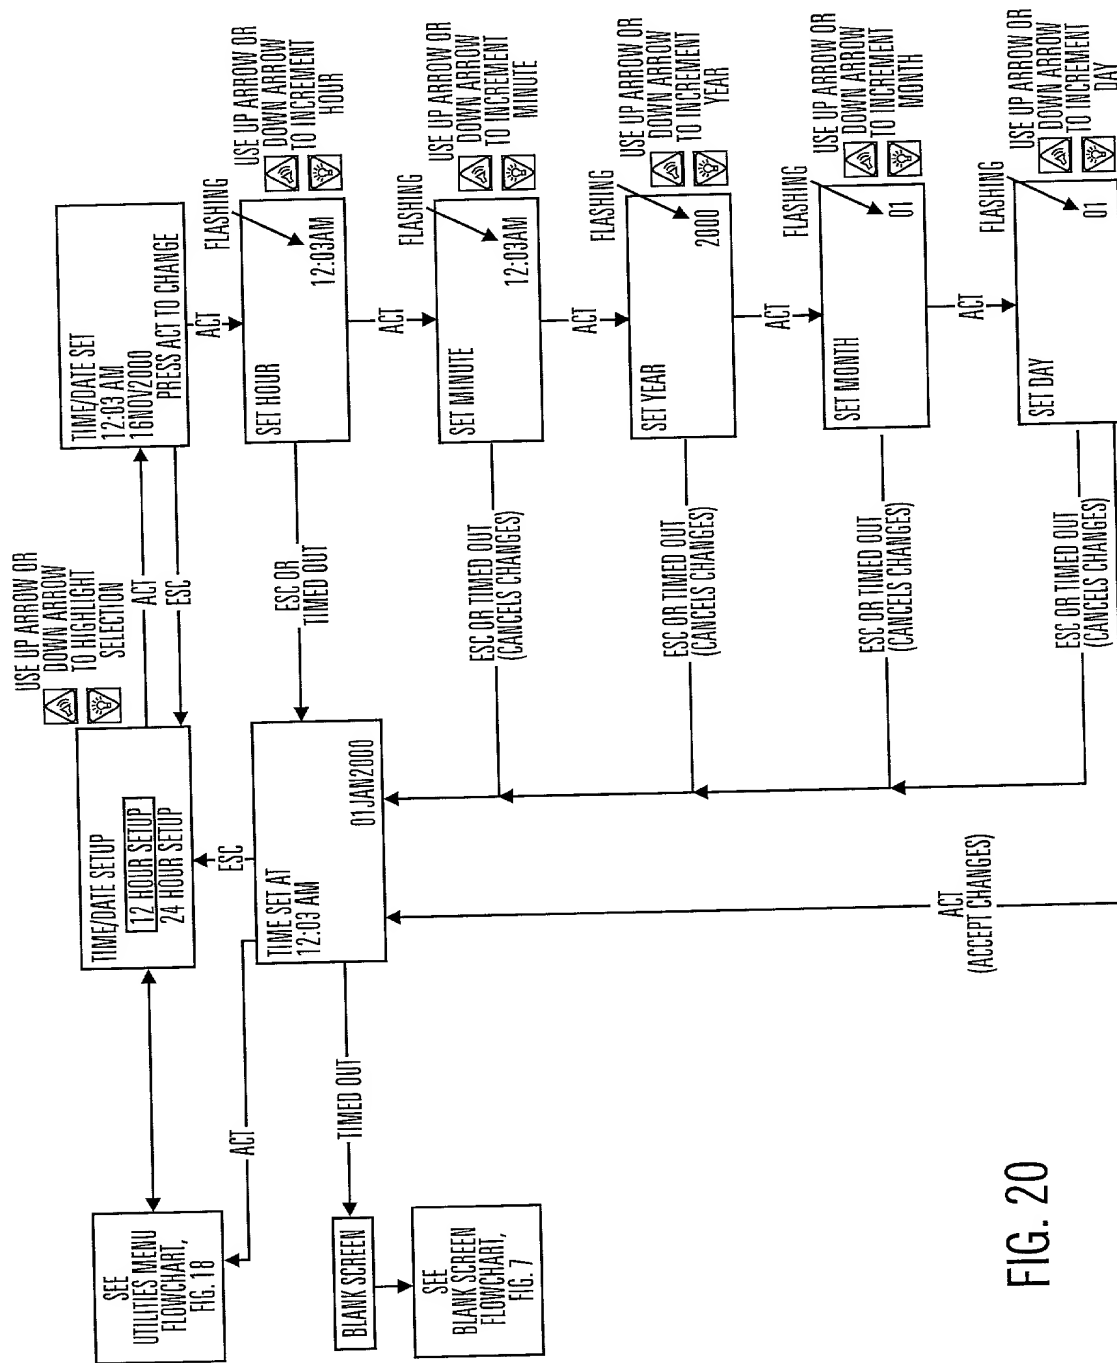 SEE
UTILITIES MENU
FLOWCHART,
FIG. 18
TIME/DATE SETUP
12 HOUR SETUP
24 HOUR SETUP
USE UP ARROW OR
DOWN ARROW
TO HIGHLIGHT
SELECTION
ACT
ESC
TIME/DATE SET
12:03 AM
16NOV2000
PRESS ACT TO CHANGE
ACT
ESC
ACT
TIME SET AT
12:03 AM
01JAN2000
ESC OR
TIMED OUT
SET HOUR
12:03AM
FLASHING
USE UP ARROW OR
DOWN ARROW
TO INCREMENT
HOUR
TIMED OUT
BLANK SCREEN
SEE
BLANK SCREEN
FLOWCHART,
FIG. 7
ACT
ESC OR TIMED OUT
(CANCELS CHANGES)
SET MINUTE
12:03AM
FLASHING
USE UP ARROW OR
DOWN ARROW
TO INCREMENT
MINUTE
ACT
ESC OR TIMED OUT
(CANCELS CHANGES)
SET YEAR
2000
FLASHING
USE UP ARROW OR
DOWN ARROW
TO INCREMENT
YEAR
ACT
ESC OR TIMED OUT
(CANCELS CHANGES)
SET MONTH
01
FLASHING
USE UP ARROW OR
DOWN ARROW
TO INCREMENT
MONTH
ACT
ESC OR TIMED OUT
(CANCELS CHANGES)
SET DAY
01
FLASHING
USE UP ARROW OR
DOWN ARROW
TO INCREMENT
DAY
ACT
(ACCEPT CHANGES)
FIG. 20